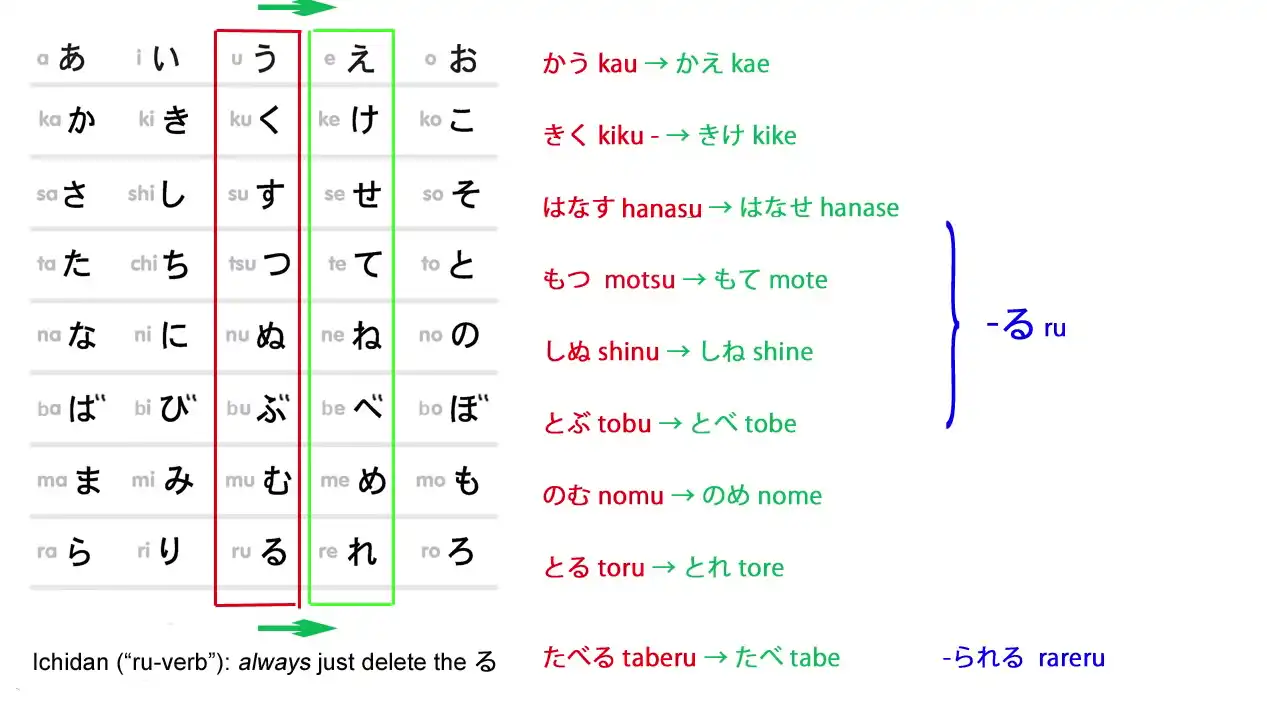 a あ i い u う e え o お
かう kau → かえ kae
ka か ki き ku く ke け ko こ
きく kiku - → きけ kike
sa さ shi し su す se せ so そ
はなす hanasu → はなせ hanase
ta た chi ち tsu つ te て to と
もつ motsu → もて mote
-る ru
na な ni に nu ぬ ne ね no の
しぬ shinu → しね shine
ba ば bi び bu ぶ be べ bo ぼ
とぶ tobu → とべ tobe
ma ま mi み mu む me め mo も
のむ nomu → のめ nome
ra ら ri り ru る re れ ro ろ
とる toru → とれ tore
Ichidan (“ru-verb”): always just delete the る
たべる taberu → たべ tabe
-られる rareru